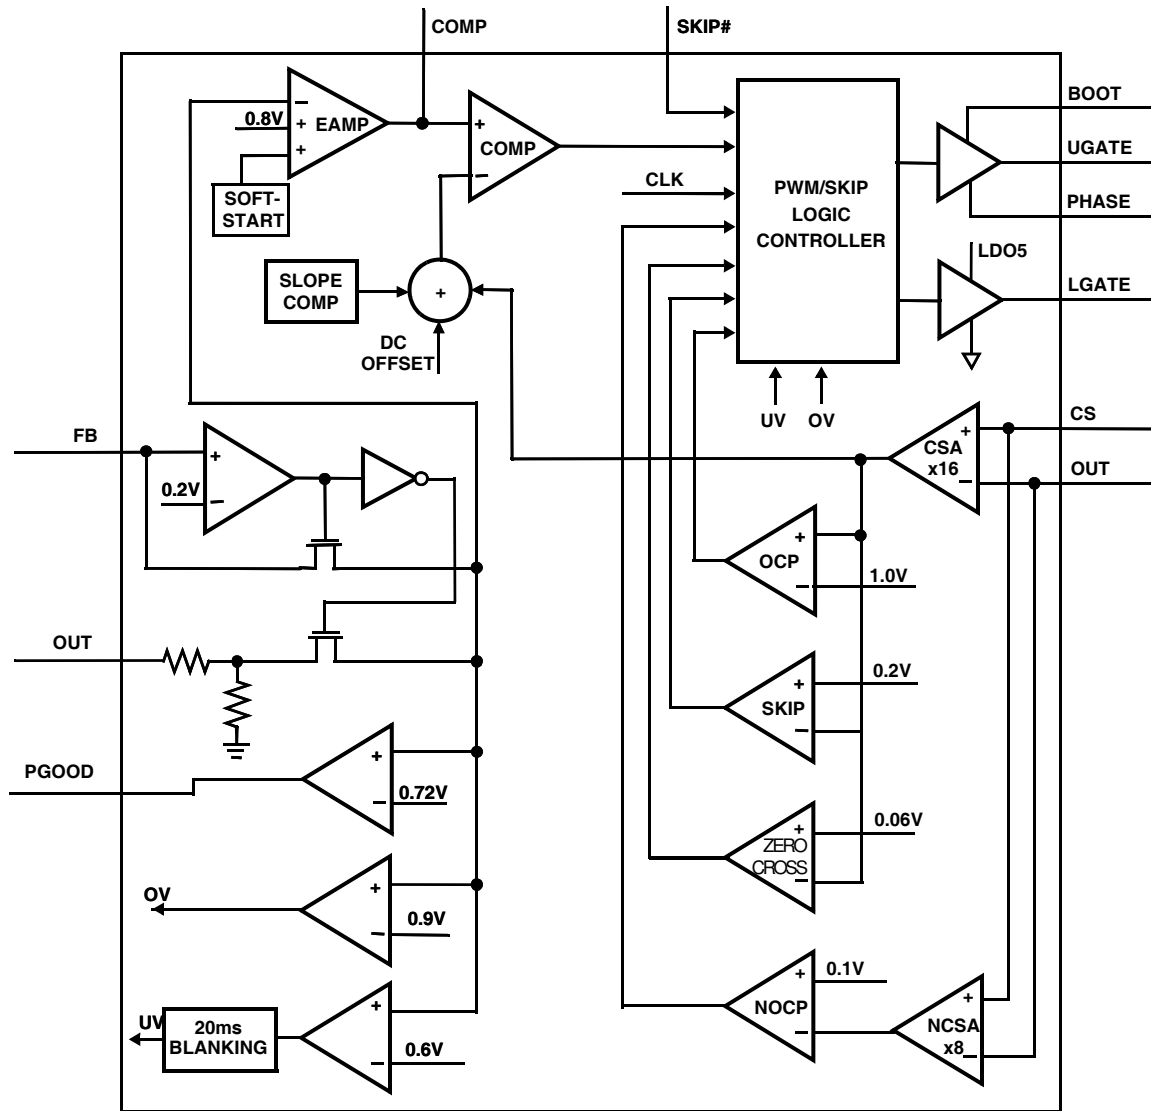 COMP
SKIP#
BOOT
0.8V
EAMP
UGATE
COMP
SOFT-
START
CLK
PWM/SKIP
LOGIC
CONTROLLER
PHASE
LDO5
SLOPE
COMP
+
LGATE
DC
OFFSET
UV
OV
FB
CS
+
CSA
x16
OUT
0.2V
OCP
1.0V
OUT
0.2V
SKIP
PGOOD
0.72V
0.06V
ZERO
CROSS
OV
0.9V
0.1V
NOCP
NCSA
x8
UV
20ms
BLANKING
0.6V